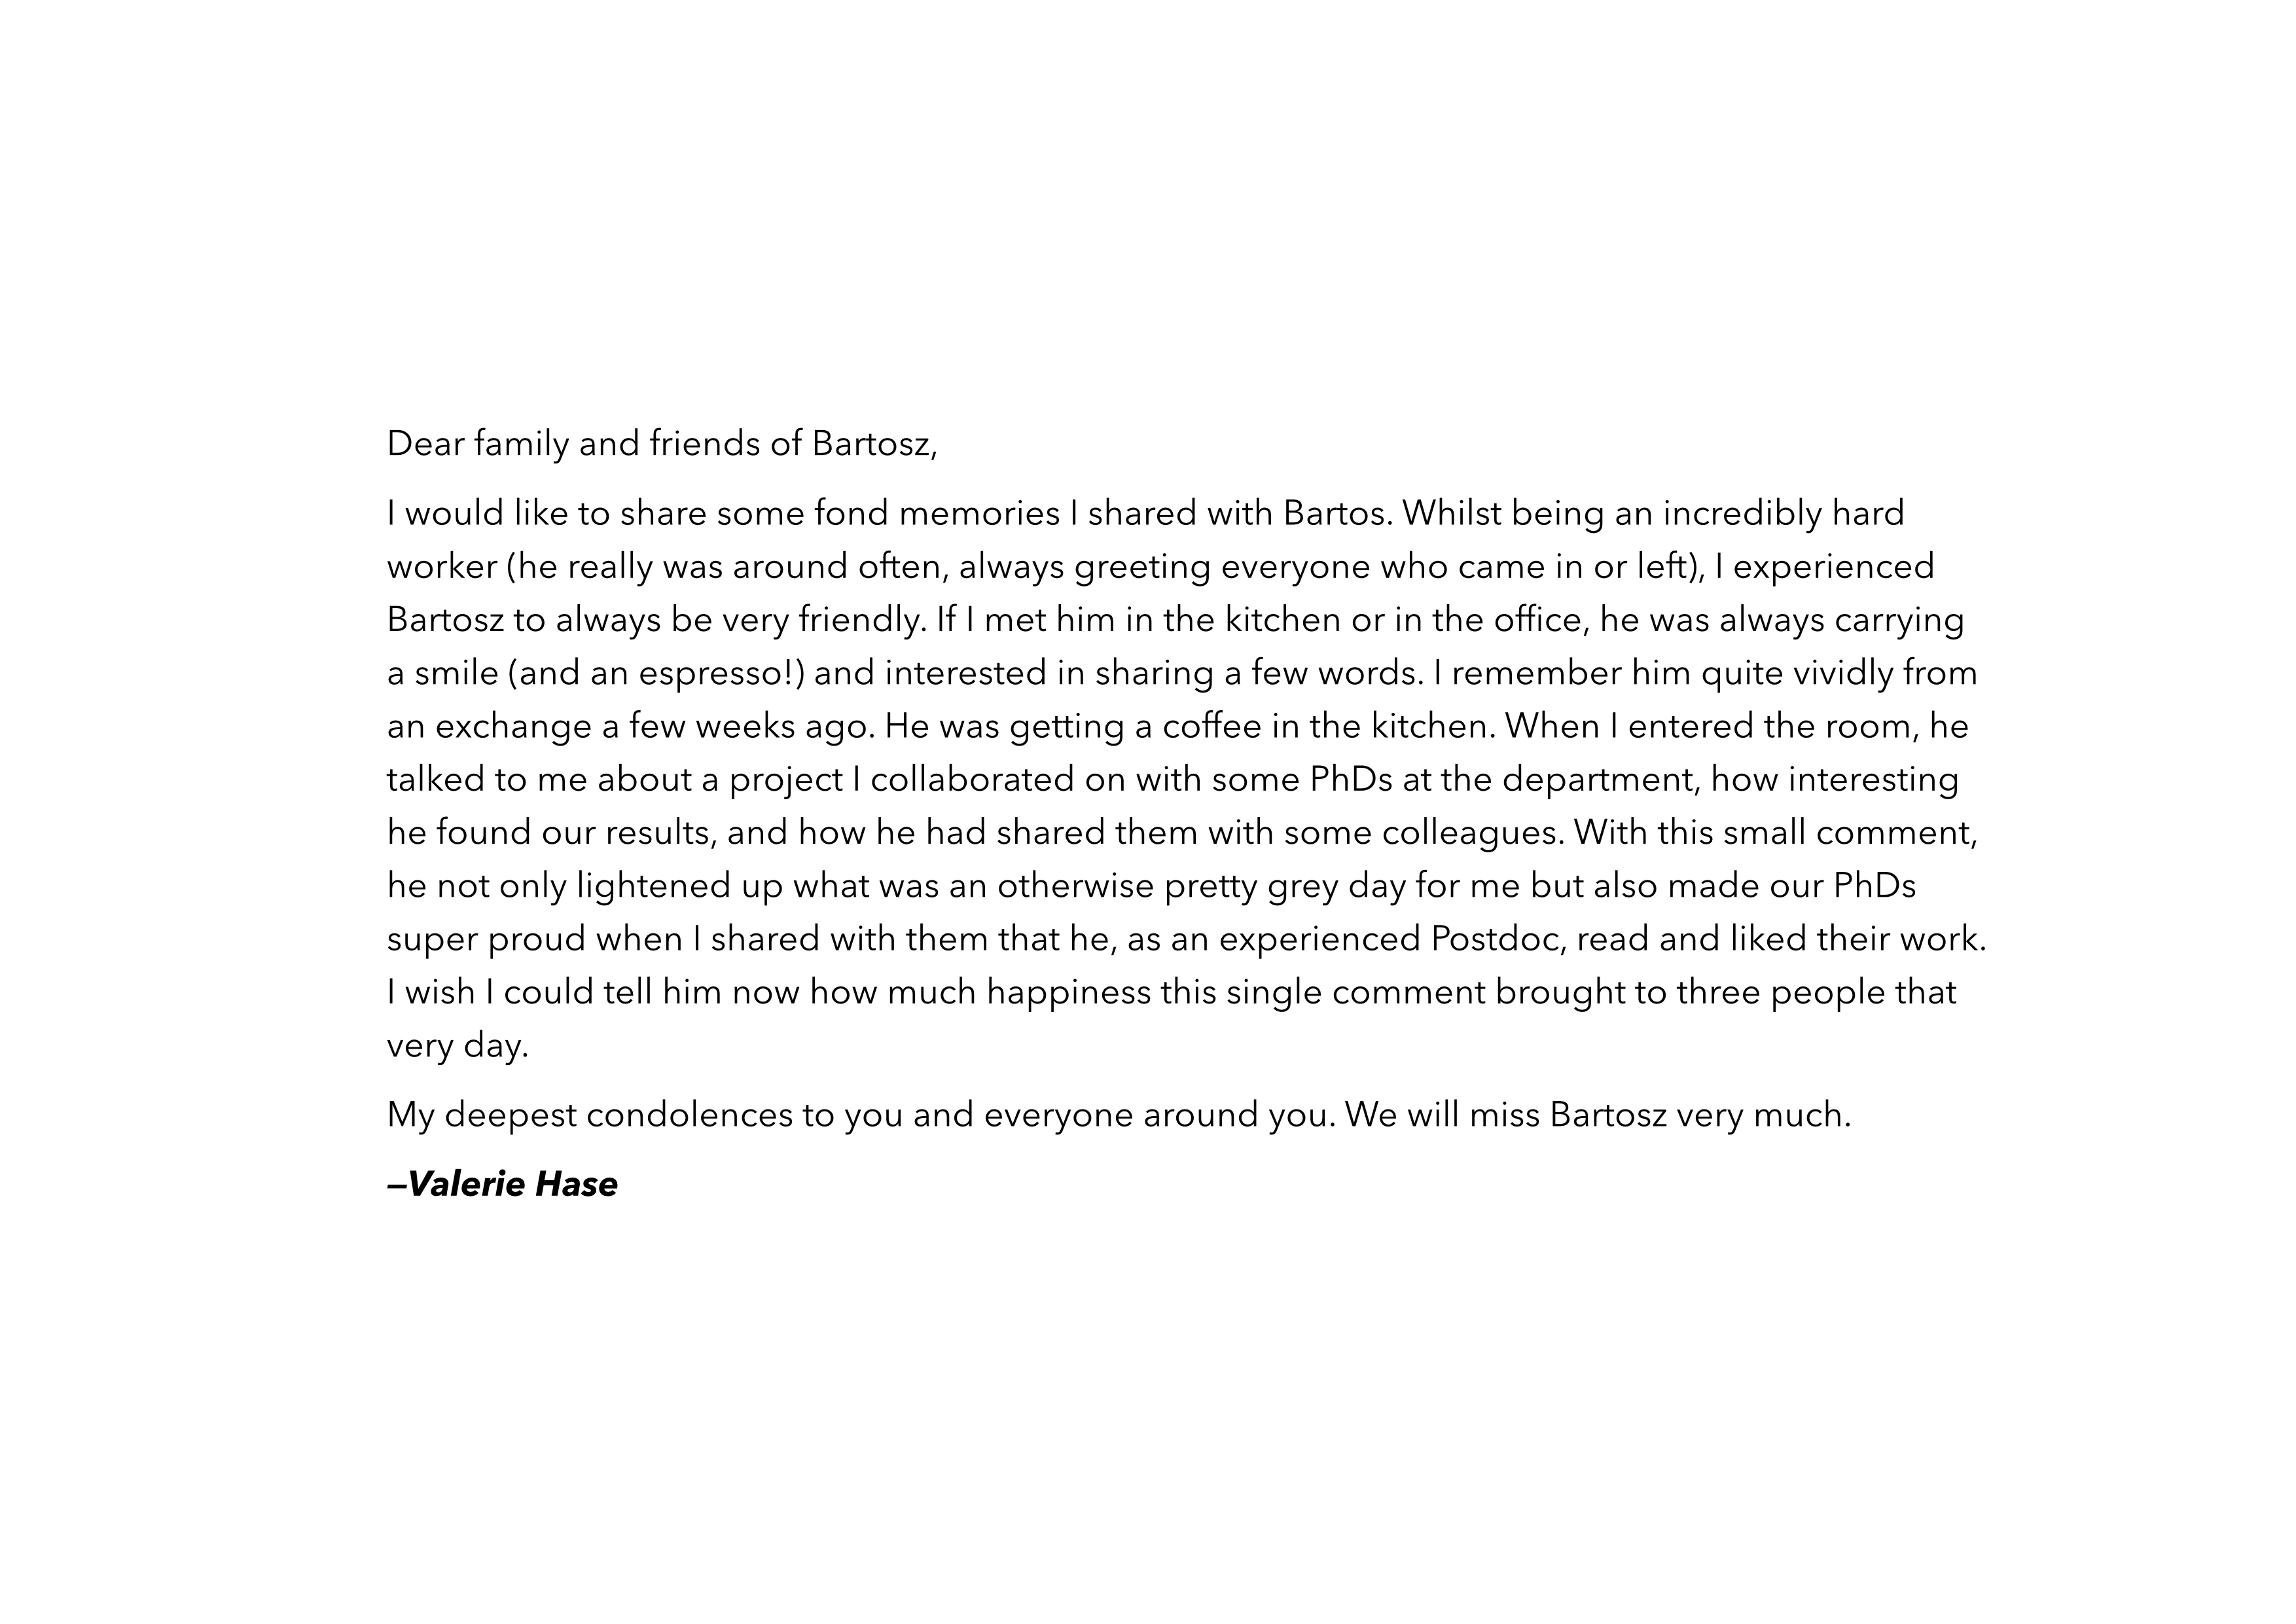 Dear family and friends of Bartosz,
I would like to share some fond memories I shared with Bartos. Whilst being an incredibly hard
worker (he really was around often, always greeting everyone who came in or left), I experienced
Bartosz to always be very friendly. If I met him in the kitchen or in the office, he was always carrying
a smile (and an espresso!) and interested in sharing a few words. I remember him quite vividly from
an exchange a few weeks ago. He was getting a coffee in the kitchen. When I entered the room, he
talked to me about a project I collaborated on with some PhDs at the department, how interesting
he found our results, and how he had shared them with some colleagues. With this small comment,
he not only lightened up what was an otherwise pretty grey day for me but also made our PhDs
super proud when I shared with them that he, as an experienced Postdoc, read and liked their work.
I wish I could tell him now how much happiness this single comment brought to three people that
very day.
My deepest condolences to you and everyone around you. We will miss Bartosz very much.
–Valerie Hase